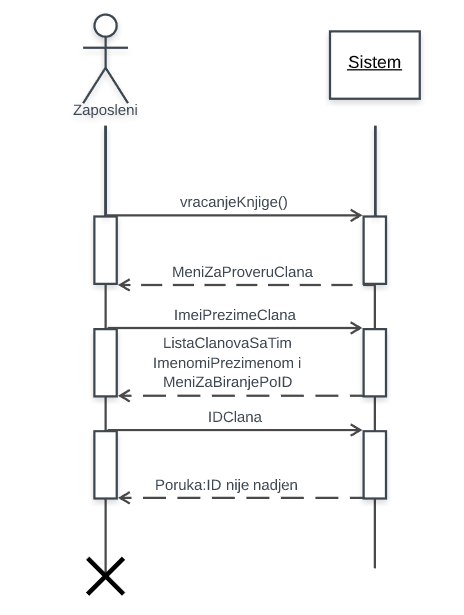 Sistem
Zaposleni
vracanjeKnjige()
MeniZaProveruClana
ImeiPrezimeClana
ListaClanovaSaTim
ImenomiPrezimenom i
MeniZaBiranjePoID
IDClana
Poruka:ID nije nadjen